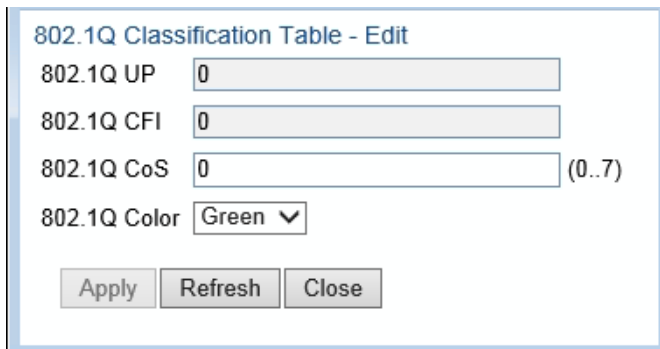 802.1Q Classification Table - Edit
802.1Q UP 0
802.1Q CFI 0
802.1Q CoS 0 (0..7)
802.1Q Color Green
Apply Refresh Close